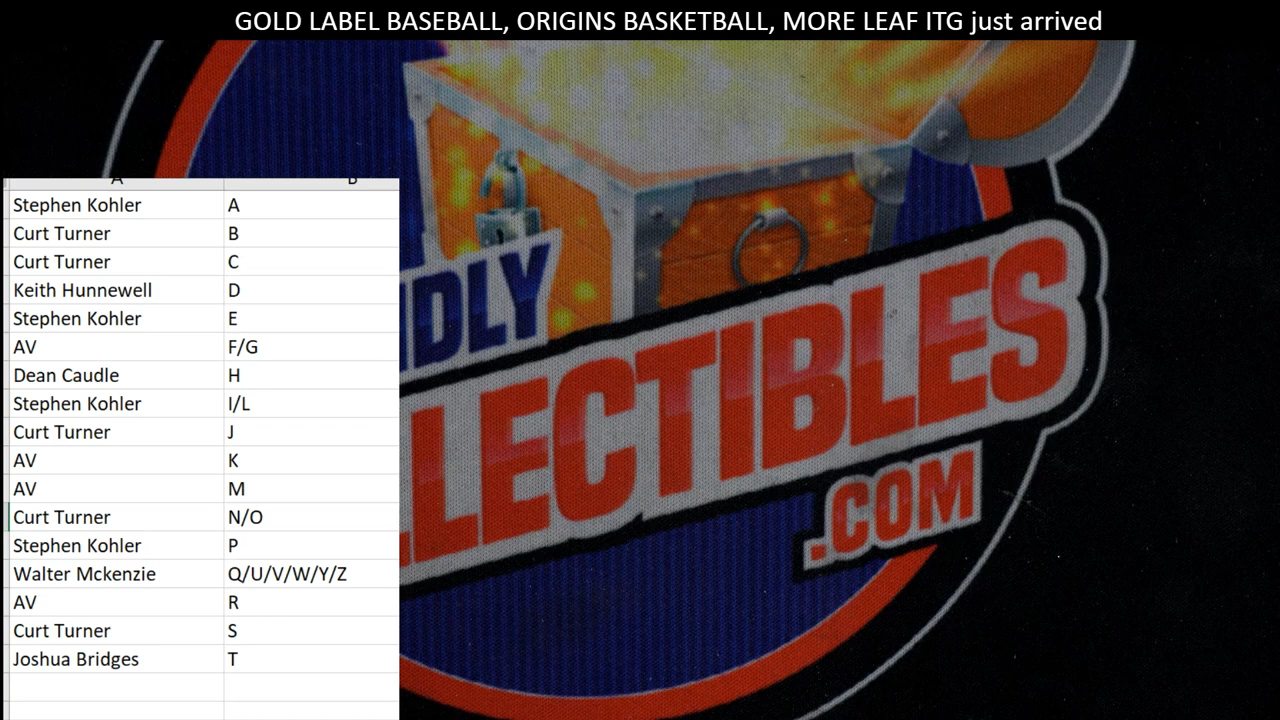 GOLD LABEL BASEBALL, ORIGINS BASKETBALL, MORE LEAF ITG just arrived
A B
Stephen Kohler A
Curt Turner B
Curt Turner C
Keith Hunnewell D
Stephen Kohler E
AV F/G
Dean Caudle H
Stephen Kohler I/L
Curt Turner J
AV K
AV M
Curt Turner N/O
Stephen Kohler P
Walter Mckenzie Q/U/V/W/Y/Z
AV R
Curt Turner S
Joshua Bridges T
NDLY
LLECTIBLES
.COM